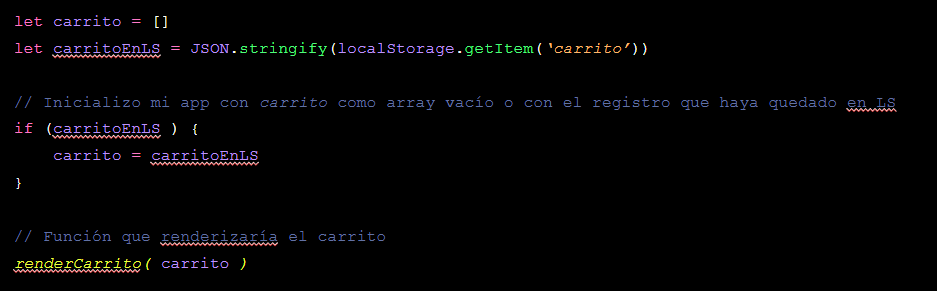 let carrito = []
let carritoEnLS = JSON.stringify(localStorage.getItem(‘carrito’))
// Inicializo mi app con carrito como array vacío o con el registro que haya quedado en LS
if (carritoEnLS ) {
    carrito = carritoEnLS
}
// Función que renderizaría el carrito
renderCarrito( carrito )